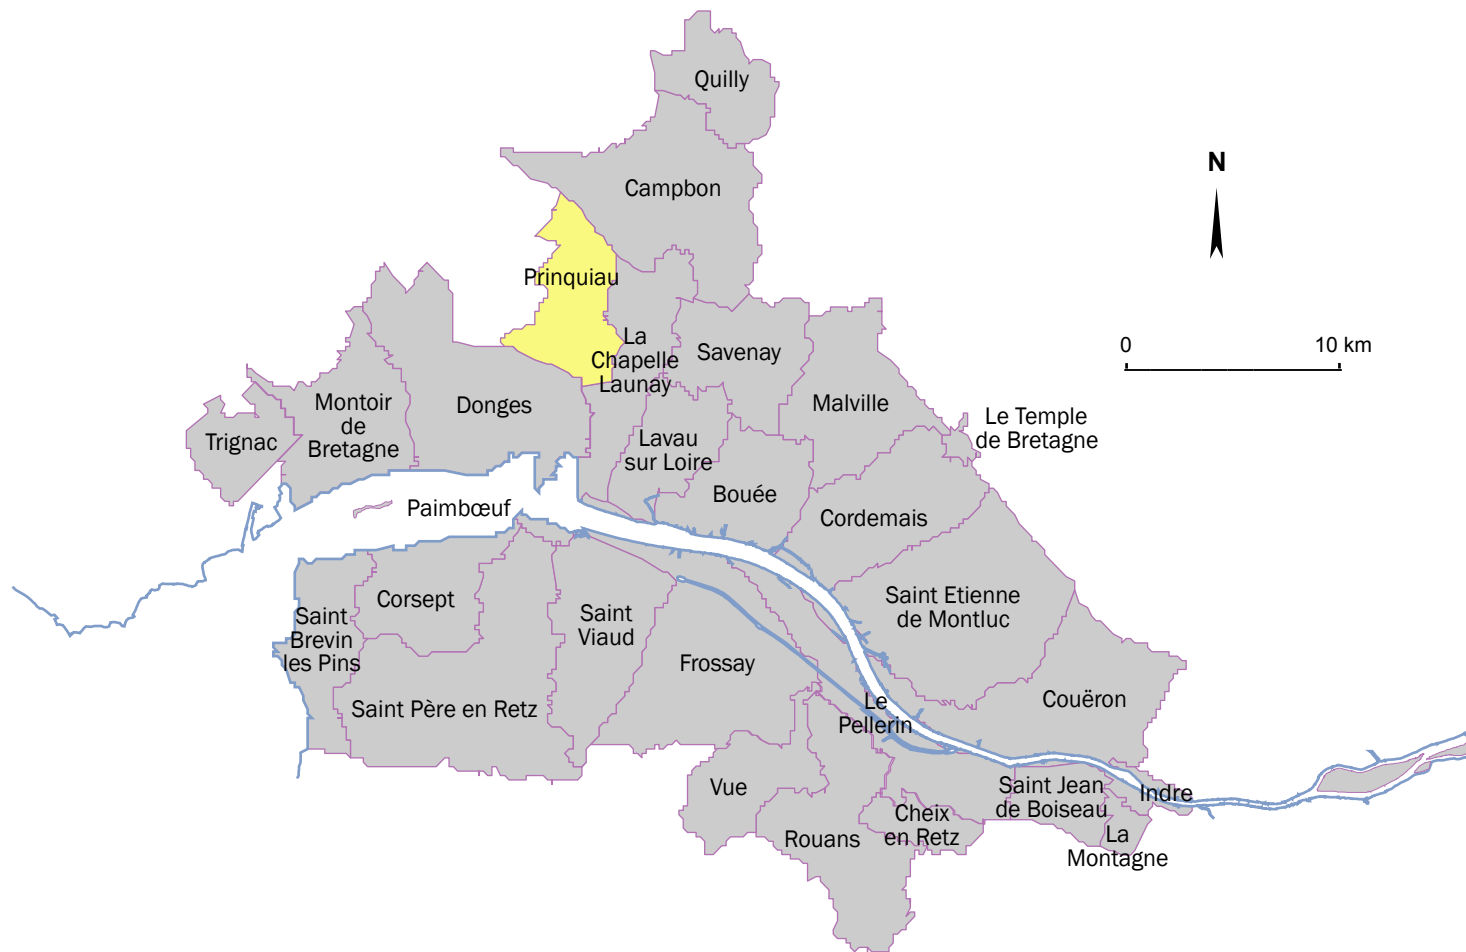 Quilly
N
Campbon
Prinquiau
0 10 km
La
Chapelle
Launay
Savenay
Malville
Le Temple
de Bretagne
Montoir
de
Bretagne
Donges
Trignac
Lavau
sur Loire
Bouée
Paimbœuf
Cordemais
Corsept
Saint
Brevin
les Pins
Saint
Viaud
Saint Etienne
de Montluc
Frossay
Saint Père en Retz
Le
Pellerin
Couëron
Vue
Saint Jean
de Boiseau
Indre
Rouans
Cheix
en Retz
La
Montagne